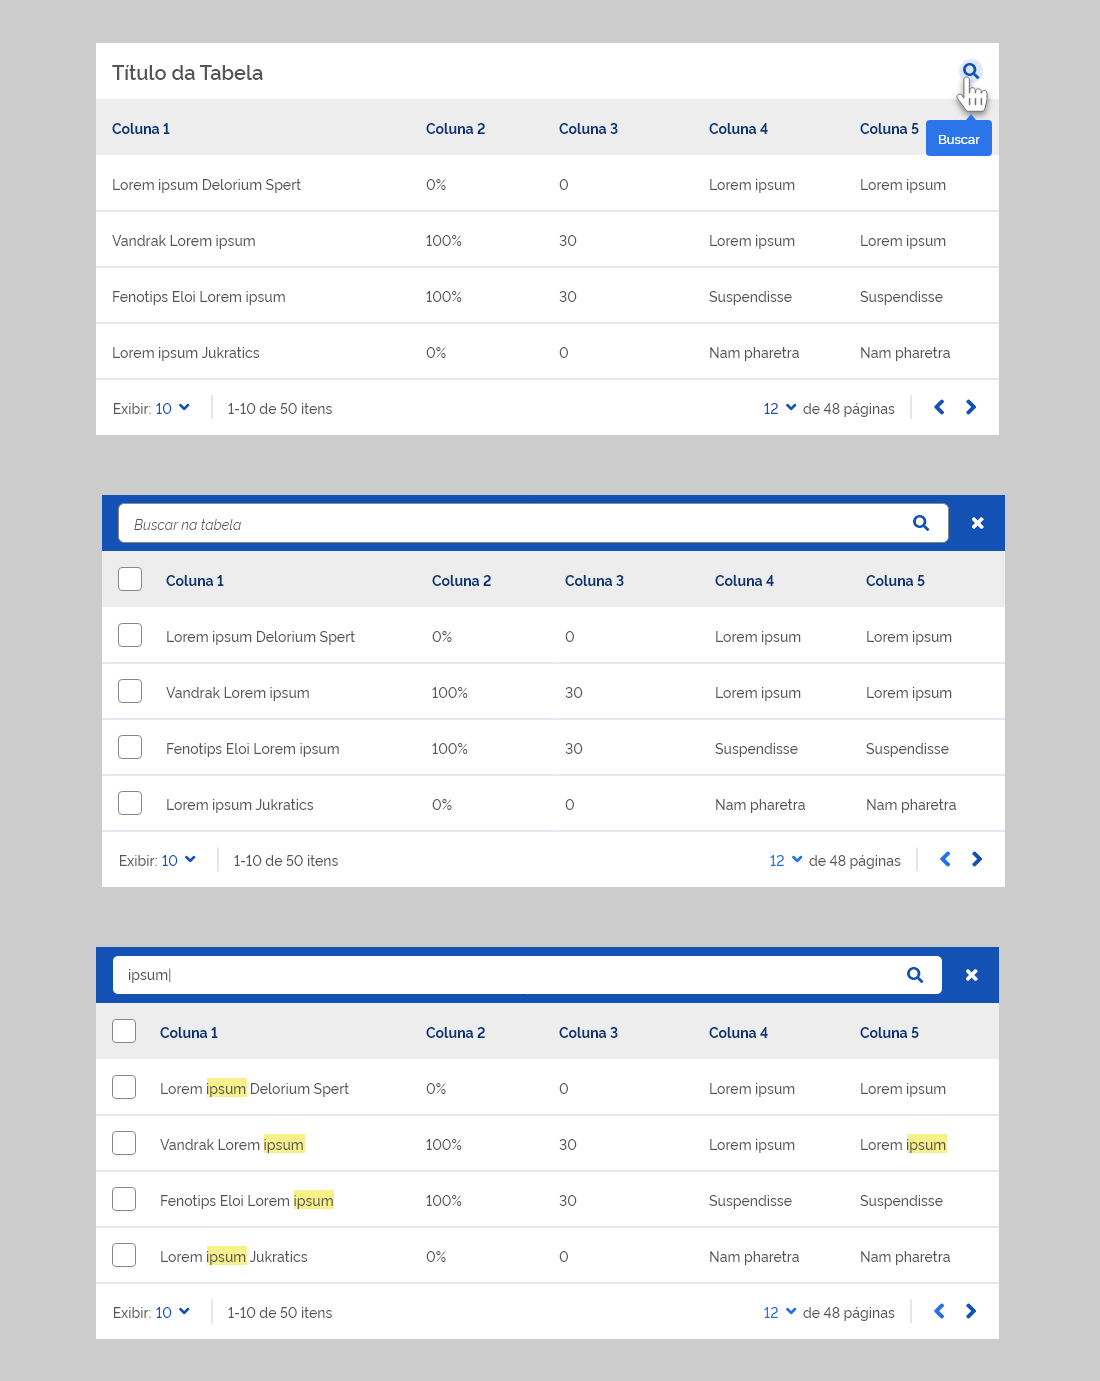 Título da Tabela
Coluna 1 Coluna 2 Coluna 3 Coluna 4 Coluna 5
Buscar
Lorem ipsum Delorium Spert 0% 0 Lorem ipsum Lorem ipsum
Vandrak Lorem ipsum 100% 30 Lorem ipsum Lorem ipsum
Fenotips Eloi Lorem ipsum 100% 30 Suspendisse Suspendisse
Lorem ipsum Jukratics 0% 0 Nam pharetra Nam pharetra
Exibir: 10 1-10 de 50 itens 12 de 48 páginas
Buscar na tabela
Coluna 1 Coluna 2 Coluna 3 Coluna 4 Coluna 5
Lorem ipsum Delorium Spert 0% 0 Lorem ipsum Lorem ipsum
Vandrak Lorem ipsum 100% 30 Lorem ipsum Lorem ipsum
Fenotips Eloi Lorem ipsum 100% 30 Suspendisse Suspendisse
Lorem ipsum Jukratics 0% 0 Nam pharetra Nam pharetra
Exibir: 10 1-10 de 50 itens 12 de 48 páginas
ipsum
Coluna 1 Coluna 2 Coluna 3 Coluna 4 Coluna 5
Lorem ipsum Delorium Spert 0% 0 Lorem ipsum Lorem ipsum
Vandrak Lorem ipsum 100% 30 Lorem ipsum Lorem ipsum
Fenotips Eloi Lorem ipsum 100% 30 Suspendisse Suspendisse
Lorem ipsum Jukratics 0% 0 Nam pharetra Nam pharetra
Exibir: 10 1-10 de 50 itens 12 de 48 páginas